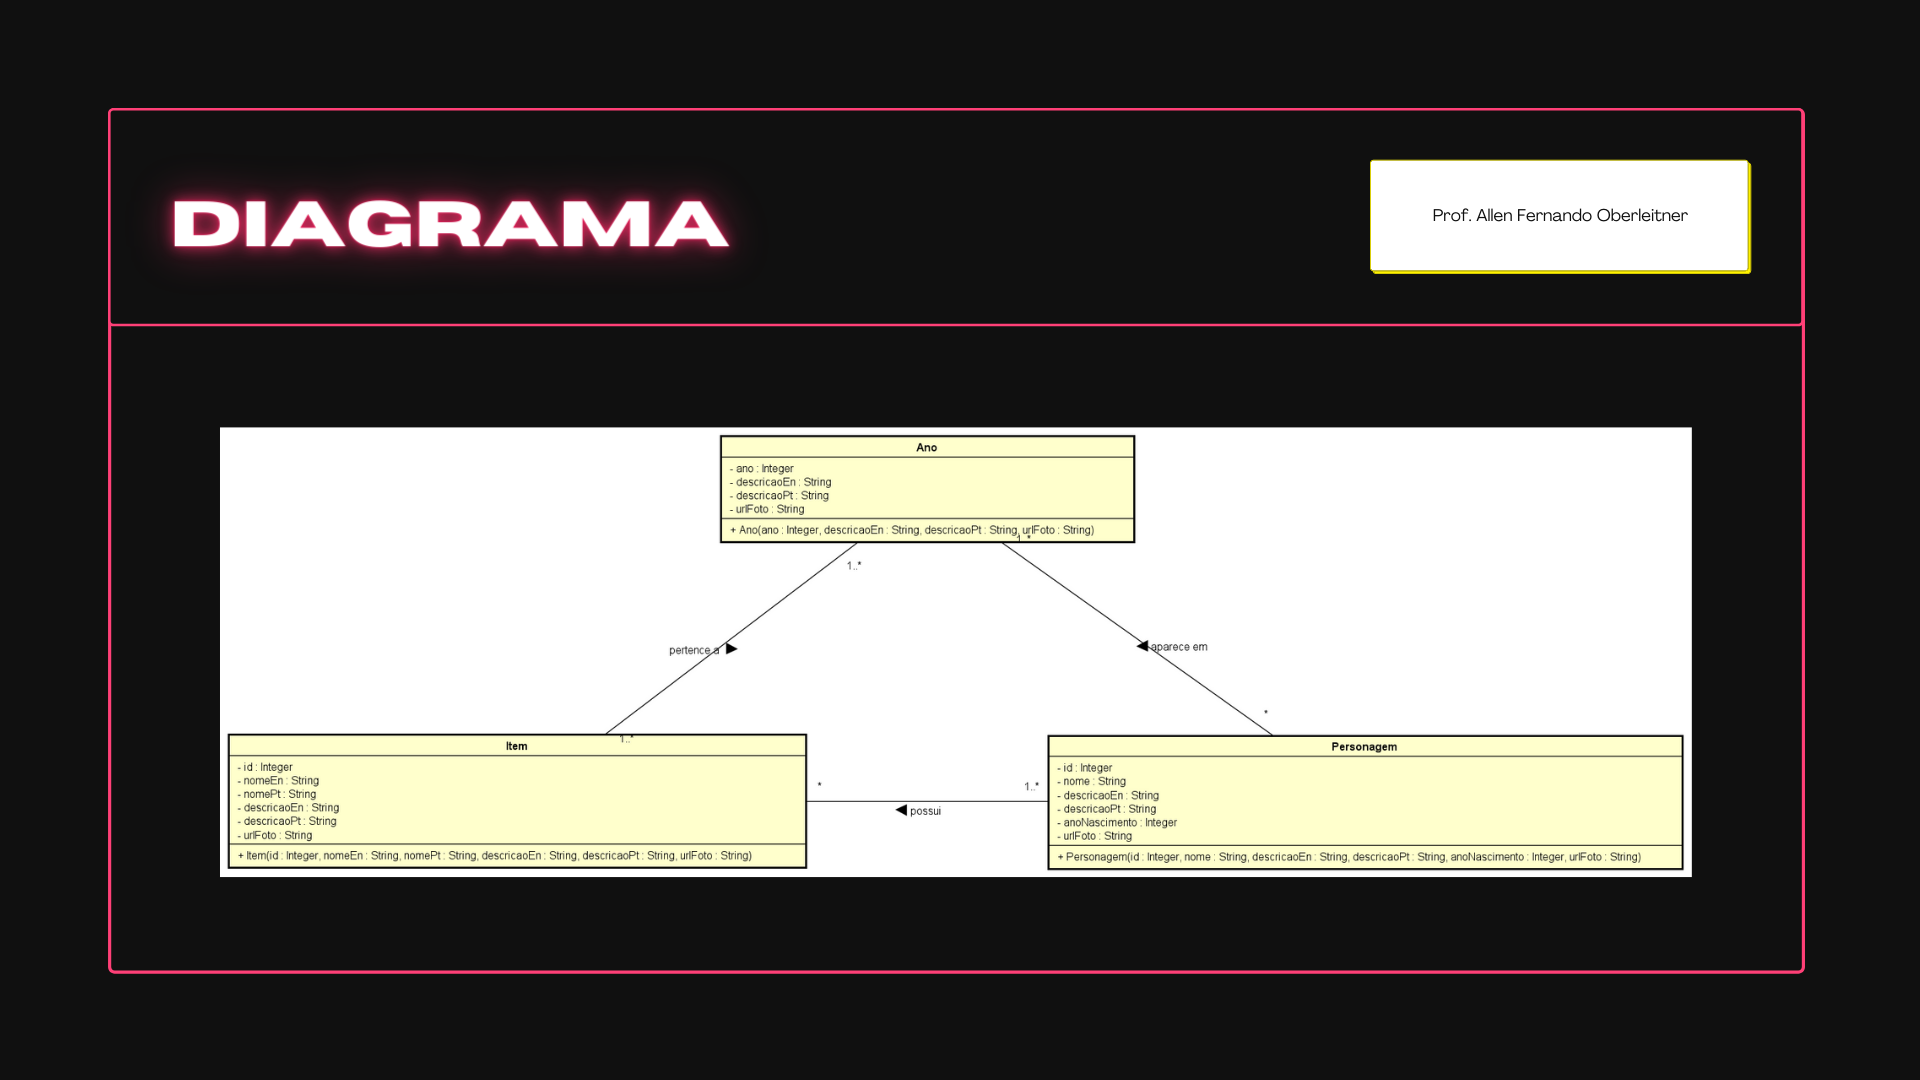 DIAGRAMA
Prof. Allen Fernando Oberleitner
Ano
- ano : Integer
- descricaoEn : String
- descricaoPt : String
- urlFoto : String
+ Ano(ano : Integer, descricaoEn : String, descricaoPt : String, urlFoto : String)
1..*
1..*
pertence a
aparece em
*
1..*
Item
- id : Integer
- nomeEn : String
- nomePt : String
- descricaoEn : String
- descricaoPt : String
- urlFoto : String
+ Item(id : Integer, nomeEn : String, nomePt : String, descricaoEn : String, descricaoPt : String, urlFoto : String)
*
1..*
possui
Personagem
- id : Integer
- nome : String
- descricaoEn : String
- descricaoPt : String
- anoNascimento : Integer
- urlFoto : String
+ Personagem(id : Integer, nome : String, descricaoEn : String, descricaoPt : String, anoNascimento : Integer, urlFoto : String)